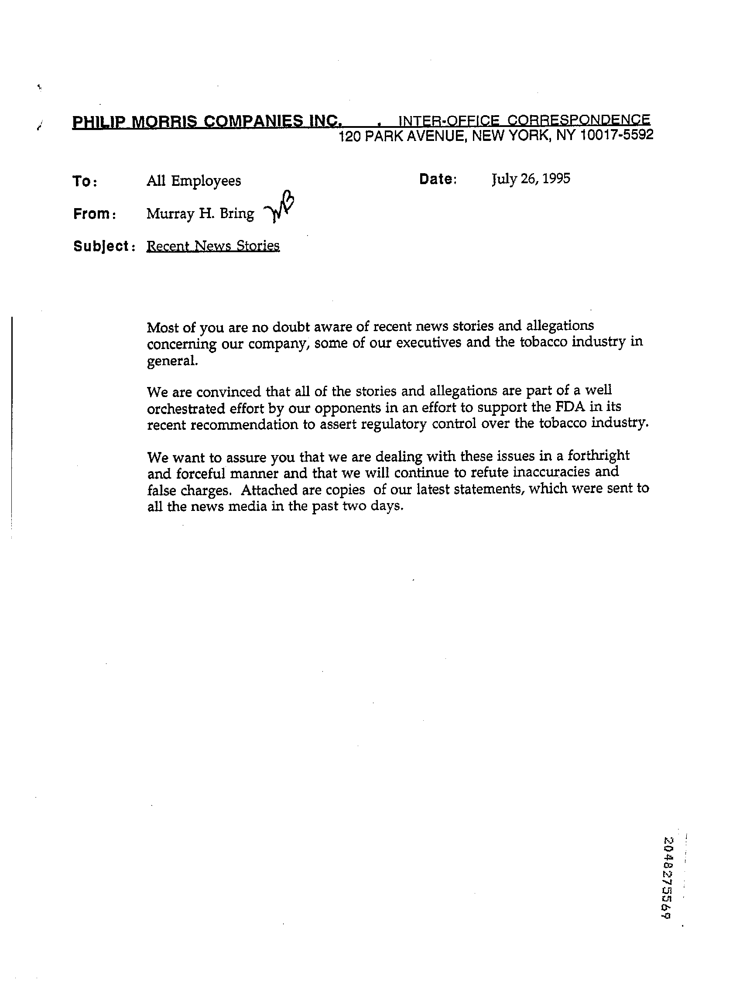 PHILIP MORRIS COMPANIES INC. . INTER-OFFICE CORRESPONDENCE
120 PARK AVENUE, NEW YORK, NY 10017-5592
To: All Employees Date: July 26, 1995
From: Murray H. Bring
Subject: Recent News Stories
Most of you are no doubt aware of recent news stories and allegations
concerning our company, some of our executives and the tobacco industry in
general.
We are convinced that all of the stories and allegations are part of a well
orchestrated effort by our opponents in an effort to support the FDA in its
recent recommendation to assert regulatory control over the tobacco industry.
We want to assure you that we are dealing with these issues in a forthright
and forceful manner and that we will continue to refute inaccuracies and
false charges. Attached are copies of our latest statements, which were sent to
all the news media in the past two days.
2048275569